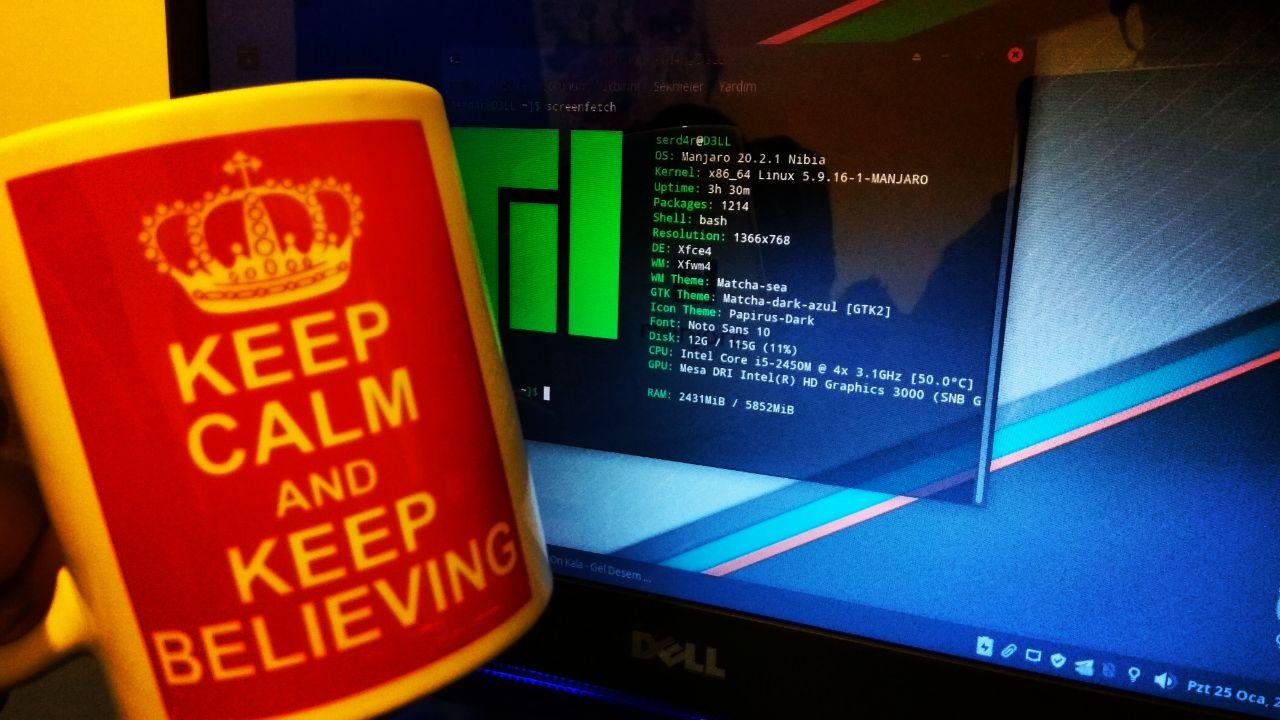 KEEP
CALM
AND
KEEP
BELIEVING
Sekmeler Yardım
~]$ screenfetch
serd4r@D3LL
OS: Manjaro 20.2.1 Nibia
Kernel: x86_64 Linux 5.9.16-1-MANJARO
Uptime: 3h 30m
Packages: 1214
Shell: bash
Resolution: 1366x768
DE: Xfce4
WM: Xfwm4
WM Theme: Matcha-sea
GTK Theme: Matcha-dark-azul [GTK2]
Icon Theme: Papirus-Dark
Font: Noto Sans 10
Disk: 12G / 115G (11%)
CPU: Intel Core i5-2450M @ 4x 3.1GHz [50.0°C]
GPU: Mesa DRI Intel(R) HD Graphics 3000 (SNB G
RAM: 2431MiB / 5852MiB
~]$
On Kala - Gel Desem ...
DELL
Pzt 25 Oca,